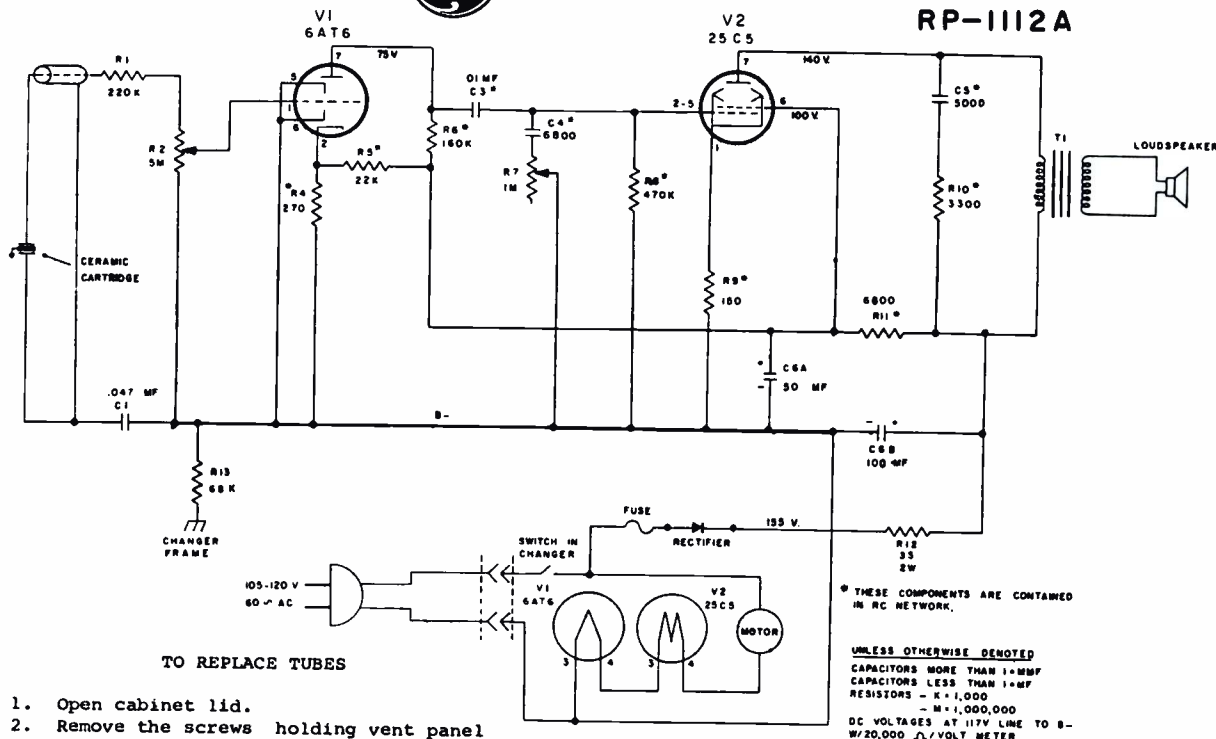 RP-1112A
V1
6AT6
V2
25C5
7
75V
7
140V.
R1
220K
5
1
6
2
.01MF
C3*
2-5
6
100V.
1
C5*
5000
R2
5M
R6*
160K
C4*
6800
R5*
22K
R7
1M
*R4
270
R8*
470K
R10*
3300
T1
LOUDSPEAKER
CERAMIC
CARTRIDGE
R9*
6800
R11*
C6A
50 MF
+
-
.047 MF
C1
B-
- +
C6B
100 MF
R13
68K
CHANGER
FRAME
FUSE
RECTIFIER
155 V.
R12
35
2W
SWITCH IN
CHANGER
105-120 V
60 ~ AC
V1
6AT6
V2
25C5
MOTOR
3 4
3 4
* THESE COMPONENTS ARE CONTAINED
IN RC NETWORK.
TO REPLACE TUBES
1. Open cabinet lid.
2. Remove the screws holding vent panel
UNLESS OTHERWISE DENOTED
CAPACITORS MORE THAN 1=MMF
CAPACITORS LESS THAN 1=MF
RESISTORS - K=1,000
- M=1,000,000
DC VOLTAGES AT 117V LINE TO B-
W/20,000 Ω/VOLT METER